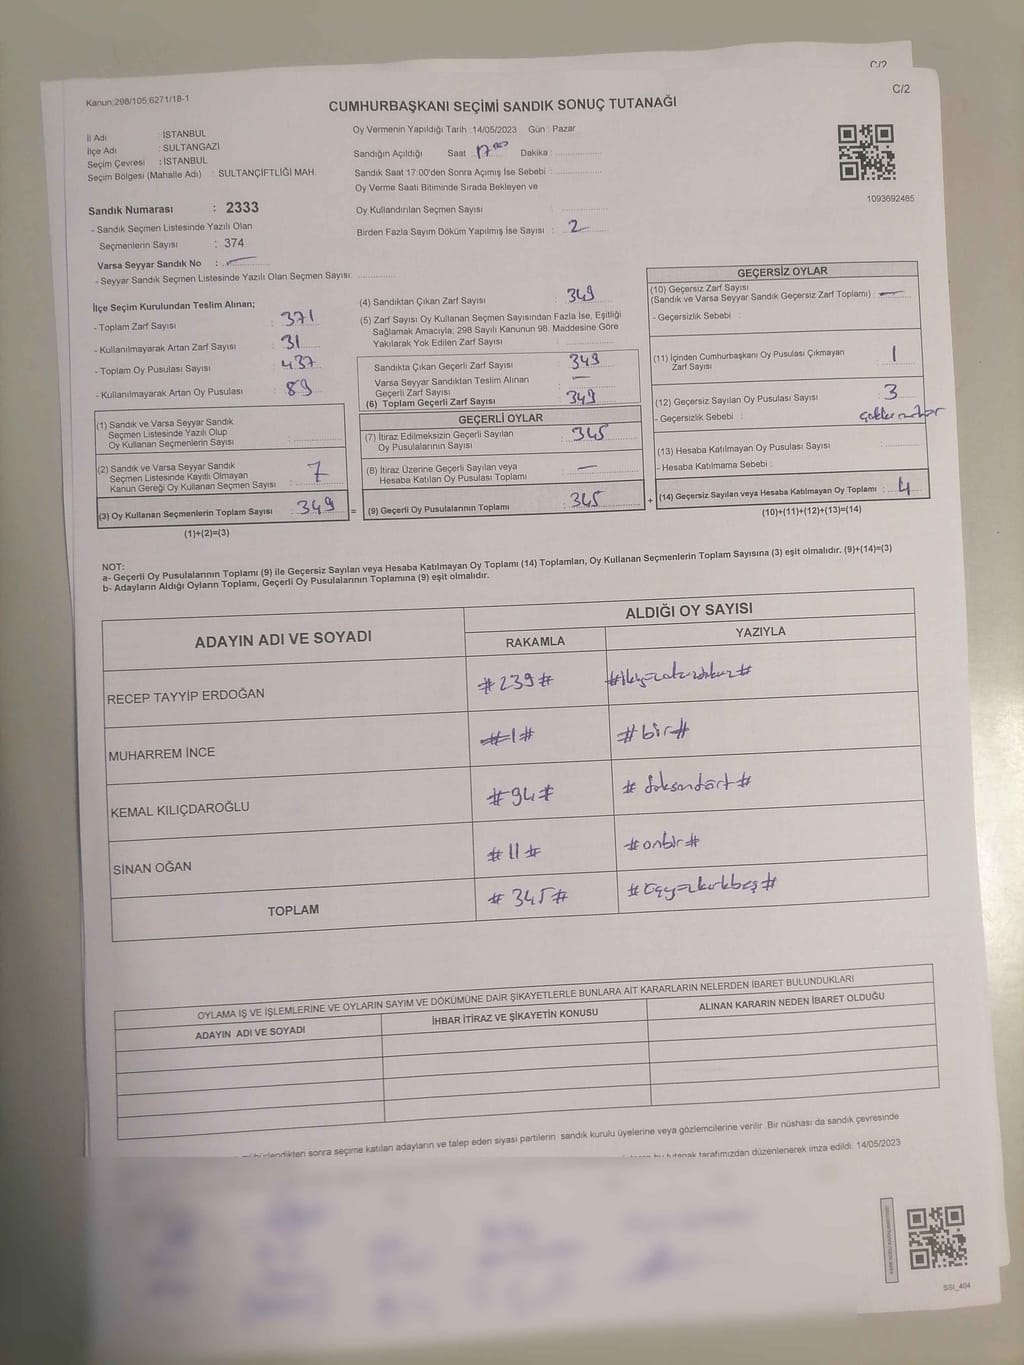 C/2
Kanun:298/105,6271/18-1
C/2
CUMHURBAŞKANI SEÇİMİ SANDIK SONUÇ TUTANAĞI
İl Adı : İSTANBUL
İlçe Adı : SULTANGAZİ
Seçim Çevresi : İSTANBUL
Seçim Bölgesi (Mahalle Adı) : SULTANÇİFTLİĞİ MAH.
Oy Vermenin Yapıldığı Tarih : 14/05/2023 Gün : Pazar
Sandığın Açıldığı Saat : 17:00 Dakika :
Sandık Saat 17:00'den Sonra Açımış İse Sebebi :
Oy Verme Saati Bitiminde Sırada Bekleyen ve
Oy Kullandırılan Seçmen Sayısı :
Birden Fazla Sayım Döküm Yapılmış İse Sayısı : 2
1093692485
Sandık Numarası : 2333
- Sandık Seçmen Listesinde Yazılı Olan
Seçmenlerin Sayısı : 374
Varsa Seyyar Sandık No : —
- Seyyar Sandık Seçmen Listesinde Yazılı Olan Seçmen Sayısı:
İlçe Seçim Kurulundan Teslim Alınan;
- Toplam Zarf Sayısı : 371
- Kullanılmayarak Artan Zarf Sayısı : 31
- Toplam Oy Pusulası Sayısı : 437
- Kullanılmayarak Artan Oy Pusulası : 89
(1) Sandık ve Varsa Seyyar Sandık
Seçmen Listesinde Yazılı Olup
Oy Kullanan Seçmenlerin Sayısı :
(2) Sandık ve Varsa Seyyar Sandık
Seçmen Listesinde Kayıtlı Olmayan
Kanun Gereği Oy Kullanan Seçmen Sayısı : 7
(3) Oy Kullanan Seçmenlerin Toplam Sayısı : 349 =
(1)+(2)=(3)
(4) Sandıktan Çıkan Zarf Sayısı : 349
(5) Zarf Sayısı Oy Kullanan Seçmen Sayısından Fazla İse, Eşitliği
Sağlamak Amacıyla; 298 Sayılı Kanunun 98. Maddesine Göre
Yakılarak Yok Edilen Zarf Sayısı :
Sandıkta Çıkan Geçerli Zarf Sayısı : 349
Varsa Seyyar Sandıktan Teslim Alınan
Geçerli Zarf Sayısı : —
(6) Toplam Geçerli Zarf Sayısı : 349
GEÇERLİ OYLAR
(7) İtiraz Edilmeksizin Geçerli Sayılan
Oy Pusulalarının Sayısı : 345
(8) İtiraz Üzerine Geçerli Sayılan veya
Hesaba Katılan Oy Pusulası Toplamı : —
(9) Geçerli Oy Pusulalarının Toplamı : 345 +
GEÇERSİZ OYLAR
(10) Geçersiz Zarf Sayısı
(Sandık ve Varsa Seyyar Sandık Geçersiz Zarf Toplamı) : —
- Geçersizlik Sebebi :
(11) İçinden Cumhurbaşkanı Oy Pusulası Çıkmayan
Zarf Sayısı : 1
(12) Geçersiz Sayılan Oy Pusulası Sayısı : 3
- Geçersizlik Sebebi :
(13) Hesaba Katılmayan Oy Pusulası Sayısı :
- Hesaba Katılmama Sebebi :
(14) Geçersiz Sayılan veya Hesaba Katılmayan Oy Toplamı : 4
(10)+(11)+(12)+(13)=(14)
NOT:
a- Geçerli Oy Pusulalarının Toplamı (9) ile Geçersiz Sayılan veya Hesaba Katılmayan Oy Toplamı (14) Toplamları, Oy Kullanan Seçmenlerin Toplam Sayısına (3) eşit olmalıdır. (9)+(14)=(3)
b- Adayların Aldığı Oyların Toplamı, Geçerli Oy Pusulalarının Toplamına (9) eşit olmalıdır.
ADAYIN ADI VE SOYADI
ALDIĞI OY SAYISI
RAKAMLA YAZIYLA
RECEP TAYYİP ERDOĞAN #239# #ikiyüzotuzdokuz#
MUHARREM İNCE #1# #bir#
KEMAL KILIÇDAROĞLU #94# #doksandört#
SİNAN OĞAN #11# #onbir#
TOPLAM #345# #üçyüzkırkbeş#
OYLAMA İŞ VE İŞLEMLERİNE VE OYLARIN SAYIM VE DÖKÜMÜNE DAİR ŞİKAYETLERLE BUNLARA AİT KARARLARIN NELERDEN İBARET BULUNDUKLARI
ADAYIN ADI VE SOYADI
İHBAR İTİRAZ VE ŞİKAYETİN KONUSU
ALINAN KARARIN NEDEN İBARET OLDUĞU
sonra seçime katılan adayların ve talep eden siyasi partilerin sandık kurulu üyelerine veya gözlemcilerine verilir. Bir nüshası da sandık çevresinde
bu tutanak tarafımızdan düzenlenerek imza edildi. 14/05/2023
SSI_404